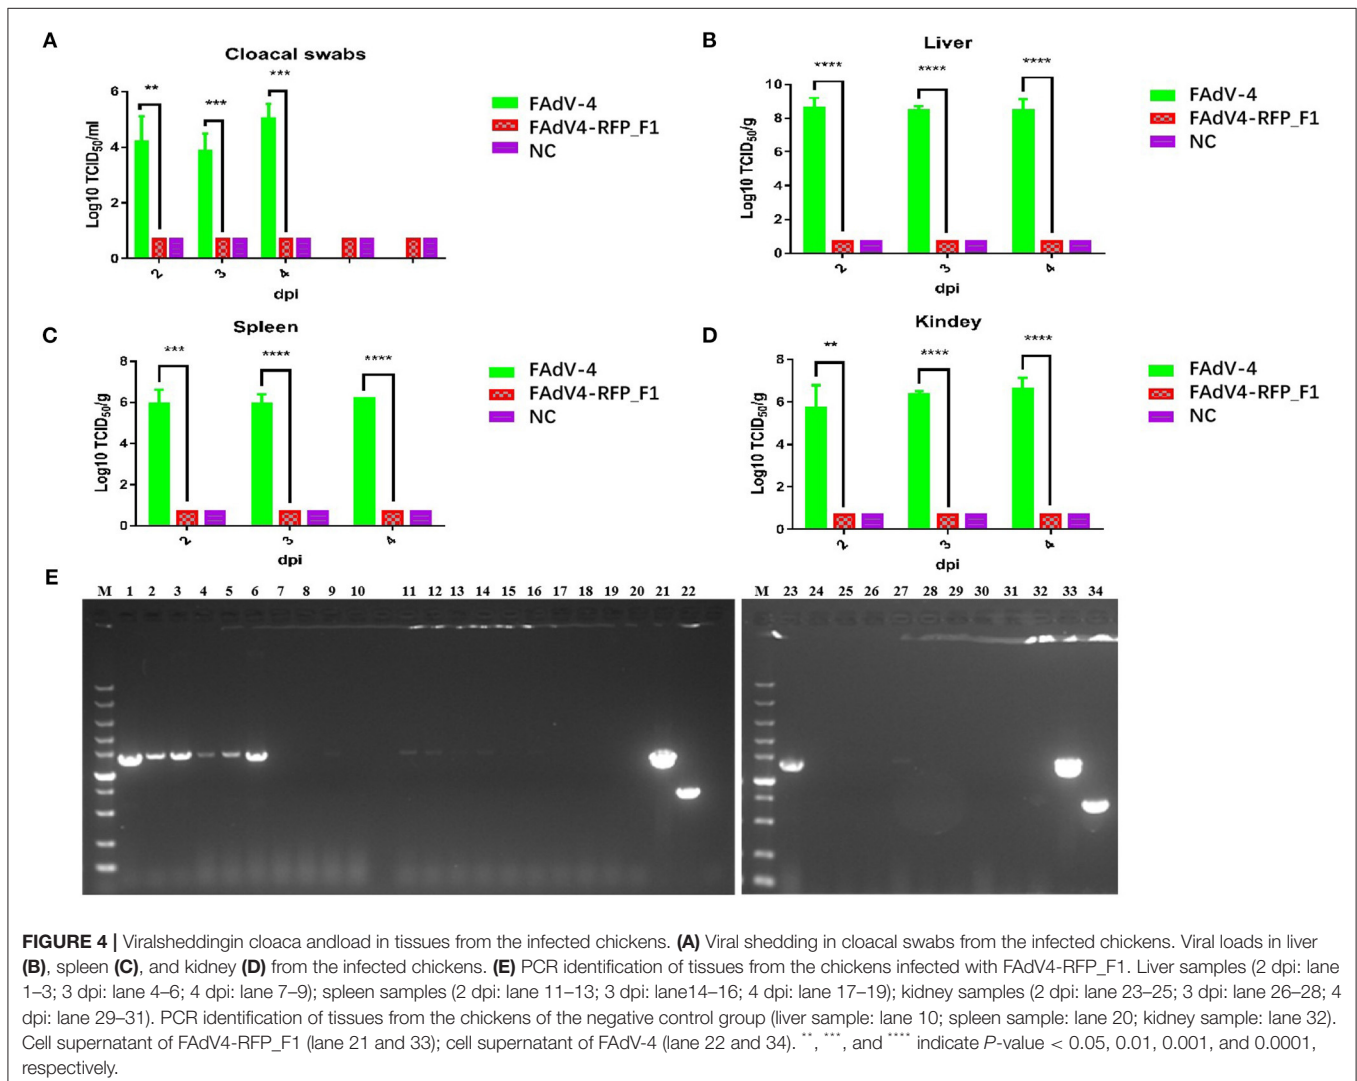 A
Cloacal swabs
Log10 TCID50/ml
6
4
2
0
** *** ***
2 3 4
dpi
FAdV-4
FAdV4-RFP_F1
NC
B
Liver
Log10 TCID50/g
10
8
6
4
2
0
**** **** ****
2 3 4
dpi
FAdV-4
FAdV4-RFP_F1
NC
C
Spleen
Log10 TCID50/g
8
6
4
2
0
*** **** ****
2 3 4
dpi
FAdV-4
FAdV4-RFP_F1
NC
D
Kindey
Log10 TCID50/g
8
6
4
2
0
** **** ****
2 3 4
dpi
FAdV-4
FAdV4-RFP_F1
NC
E
M 1 2 3 4 5 6 7 8 9 10 11 12 13 14 15 16 17 18 19 20 21 22
M 23 24 25 26 27 28 29 30 31 32 33 34
FIGURE 4 | Viralsheddingin cloaca andload in tissues from the infected chickens. (A) Viral shedding in cloacal swabs from the infected chickens. Viral loads in liver
(B), spleen (C), and kidney (D) from the infected chickens. (E) PCR identification of tissues from the chickens infected with FAdV4-RFP_F1. Liver samples (2 dpi: lane
1–3; 3 dpi: lane 4–6; 4 dpi: lane 7–9); spleen samples (2 dpi: lane 11–13; 3 dpi: lane14–16; 4 dpi: lane 17–19); kidney samples (2 dpi: lane 23–25; 3 dpi: lane 26–28; 4
dpi: lane 29–31). PCR identification of tissues from the chickens of the negative control group (liver sample: lane 10; spleen sample: lane 20; kidney sample: lane 32).
Cell supernatant of FAdV4-RFP_F1 (lane 21 and 33); cell supernatant of FAdV-4 (lane 22 and 34). **, ***, and **** indicate P-value < 0.05, 0.01, 0.001, and 0.0001,
respectively.